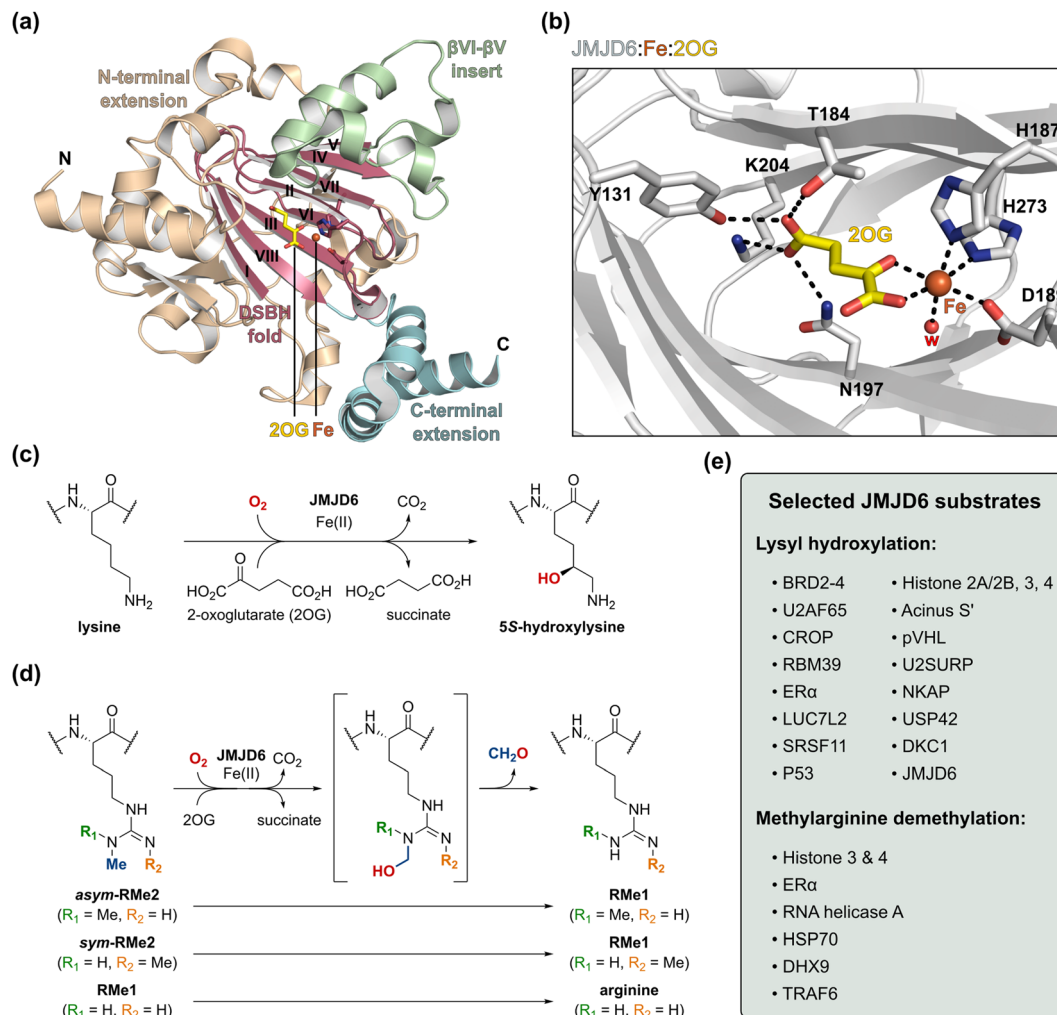 (a)
N-terminal
extension
βVI-βV
insert
N
V
IV
VII
II
VI
III
VIII
I
DSBH
fold
C
C-terminal
extension
2OG Fe
(b)
JMJD6:Fe:2OG
T184
H187
K204
Y131
H273
2OG
Fe
W
N197
(c)
H
N
O
NH2
lysine
O2
JMJD6
Fe(II)
CO2
O
HO2C CO2H
2-oxoglutarate (2OG)
HO2C CO2H
succinate
H
N
O
HO
NH2
5S-hydroxylysine
(d)
H
N
O
NH
R1
N N
Me R2
O2 JMJD6 CO2
Fe(II)
2OG succinate
H
N
O
NH
R1
N N
HO R2
CH2O
H
N
O
NH
R1
NH N
R2
asym-RMe2
(R1 = Me, R2 = H)
RMe1
(R1 = Me, R2 = H)
sym-RMe2
(R1 = H, R2 = Me)
RMe1
(R1 = H, R2 = Me)
RMe1
(R1 = H, R2 = H)
arginine
(R1 = H, R2 = H)
(e)
Selected JMJD6 substrates
Lysyl hydroxylation:
• BRD2-4
• U2AF65
• CROP
• RBM39
• ERα
• LUC7L2
• SRSF11
• P53
• Histone 2A/2B, 3, 4
• Acinus S'
• pVHL
• U2SURP
• NKAP
• USP42
• DKC1
• JMJD6
Methylarginine demethylation:
• Histone 3 & 4
• ERα
• RNA helicase A
• HSP70
• DHX9
• TRAF6